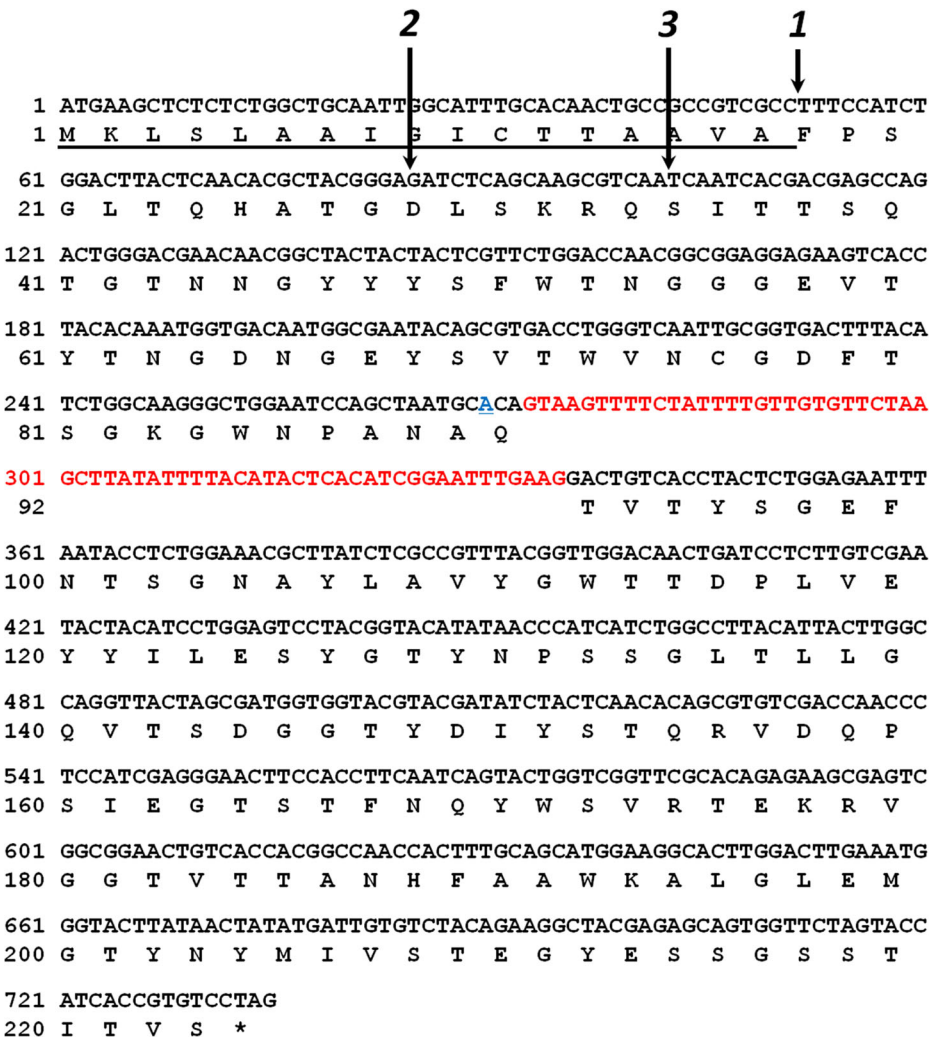 2 3 1
1 ATGAAGCTCTCTCTGGCTGCAATTGGCATTTGCACAACTGCCGCCGTCGCCTTTCCATCT
1 M K L S L A A I G I C T T A A V A F P S
61 GGACTTACTCAACACGCTACGGGAGATCTCAGCAAGCGTCAATCAATCACGACGAGCCAG
21 G L T Q H A T G D L S K R Q S I T T S Q
121 ACTGGGACGAACAACGGCTACTACTACTCGTTCTGGACCAACGGCGGAGGAGAAGTCACC
41 T G T N N G Y Y Y S F W T N G G G E V T
181 TACACAAATGGTGACAATGGCGAATACAGCGTGACCTGGGTCAATTGCGGTGACTTTACA
61 Y T N G D N G E Y S V T W V N C G D F T
241 TCTGGCAAGGGCTGGAATCCAGCTAATGCACAGTAAGTTTTCTATTTTGTTGTGTTCTAA
81 S G K G W N P A N A Q
301 GCTTATATTTTACATACTCACATCGGAATTTGAAGGACTGTCACCTACTCTGGAGAATTT
92 T V T Y S G E F
361 AATACCTCTGGAAACGCTTATCTCGCCGTTTACGGTTGGACAACTGATCCTCTTGTCGAA
100 N T S G N A Y L A V Y G W T T D P L V E
421 TACTACATCCTGGAGTCCTACGGTACATATAACCCATCATCTGGCCTTACATTACTTGGC
120 Y Y I L E S Y G T Y N P S S G L T L L G
481 CAGGTTACTAGCGATGGTGGTACGTACGATATCTACTCAACACAGCGTGTCGACCAACCC
140 Q V T S D G G T Y D I Y S T Q R V D Q P
541 TCCATCGAGGGAACTTCCACCTTCAATCAGTACTGGTCGGTTCGCACAGAGAAGCGAGTC
160 S I E G T S T F N Q Y W S V R T E K R V
601 GGCGGAACTGTCACCACGGCCAACCACTTTGCAGCATGGAAGGCACTTGGACTTGAAATG
180 G G T V T T A N H F A A W K A L G L E M
661 GGTACTTATAACTATATGATTGTGTCTACAGAAGGCTACGAGAGCAGTGGTTCTAGTACC
200 G T Y N Y M I V S T E G Y E S S G S S T
721 ATCACCGTGTCCTAG
220 I T V S *